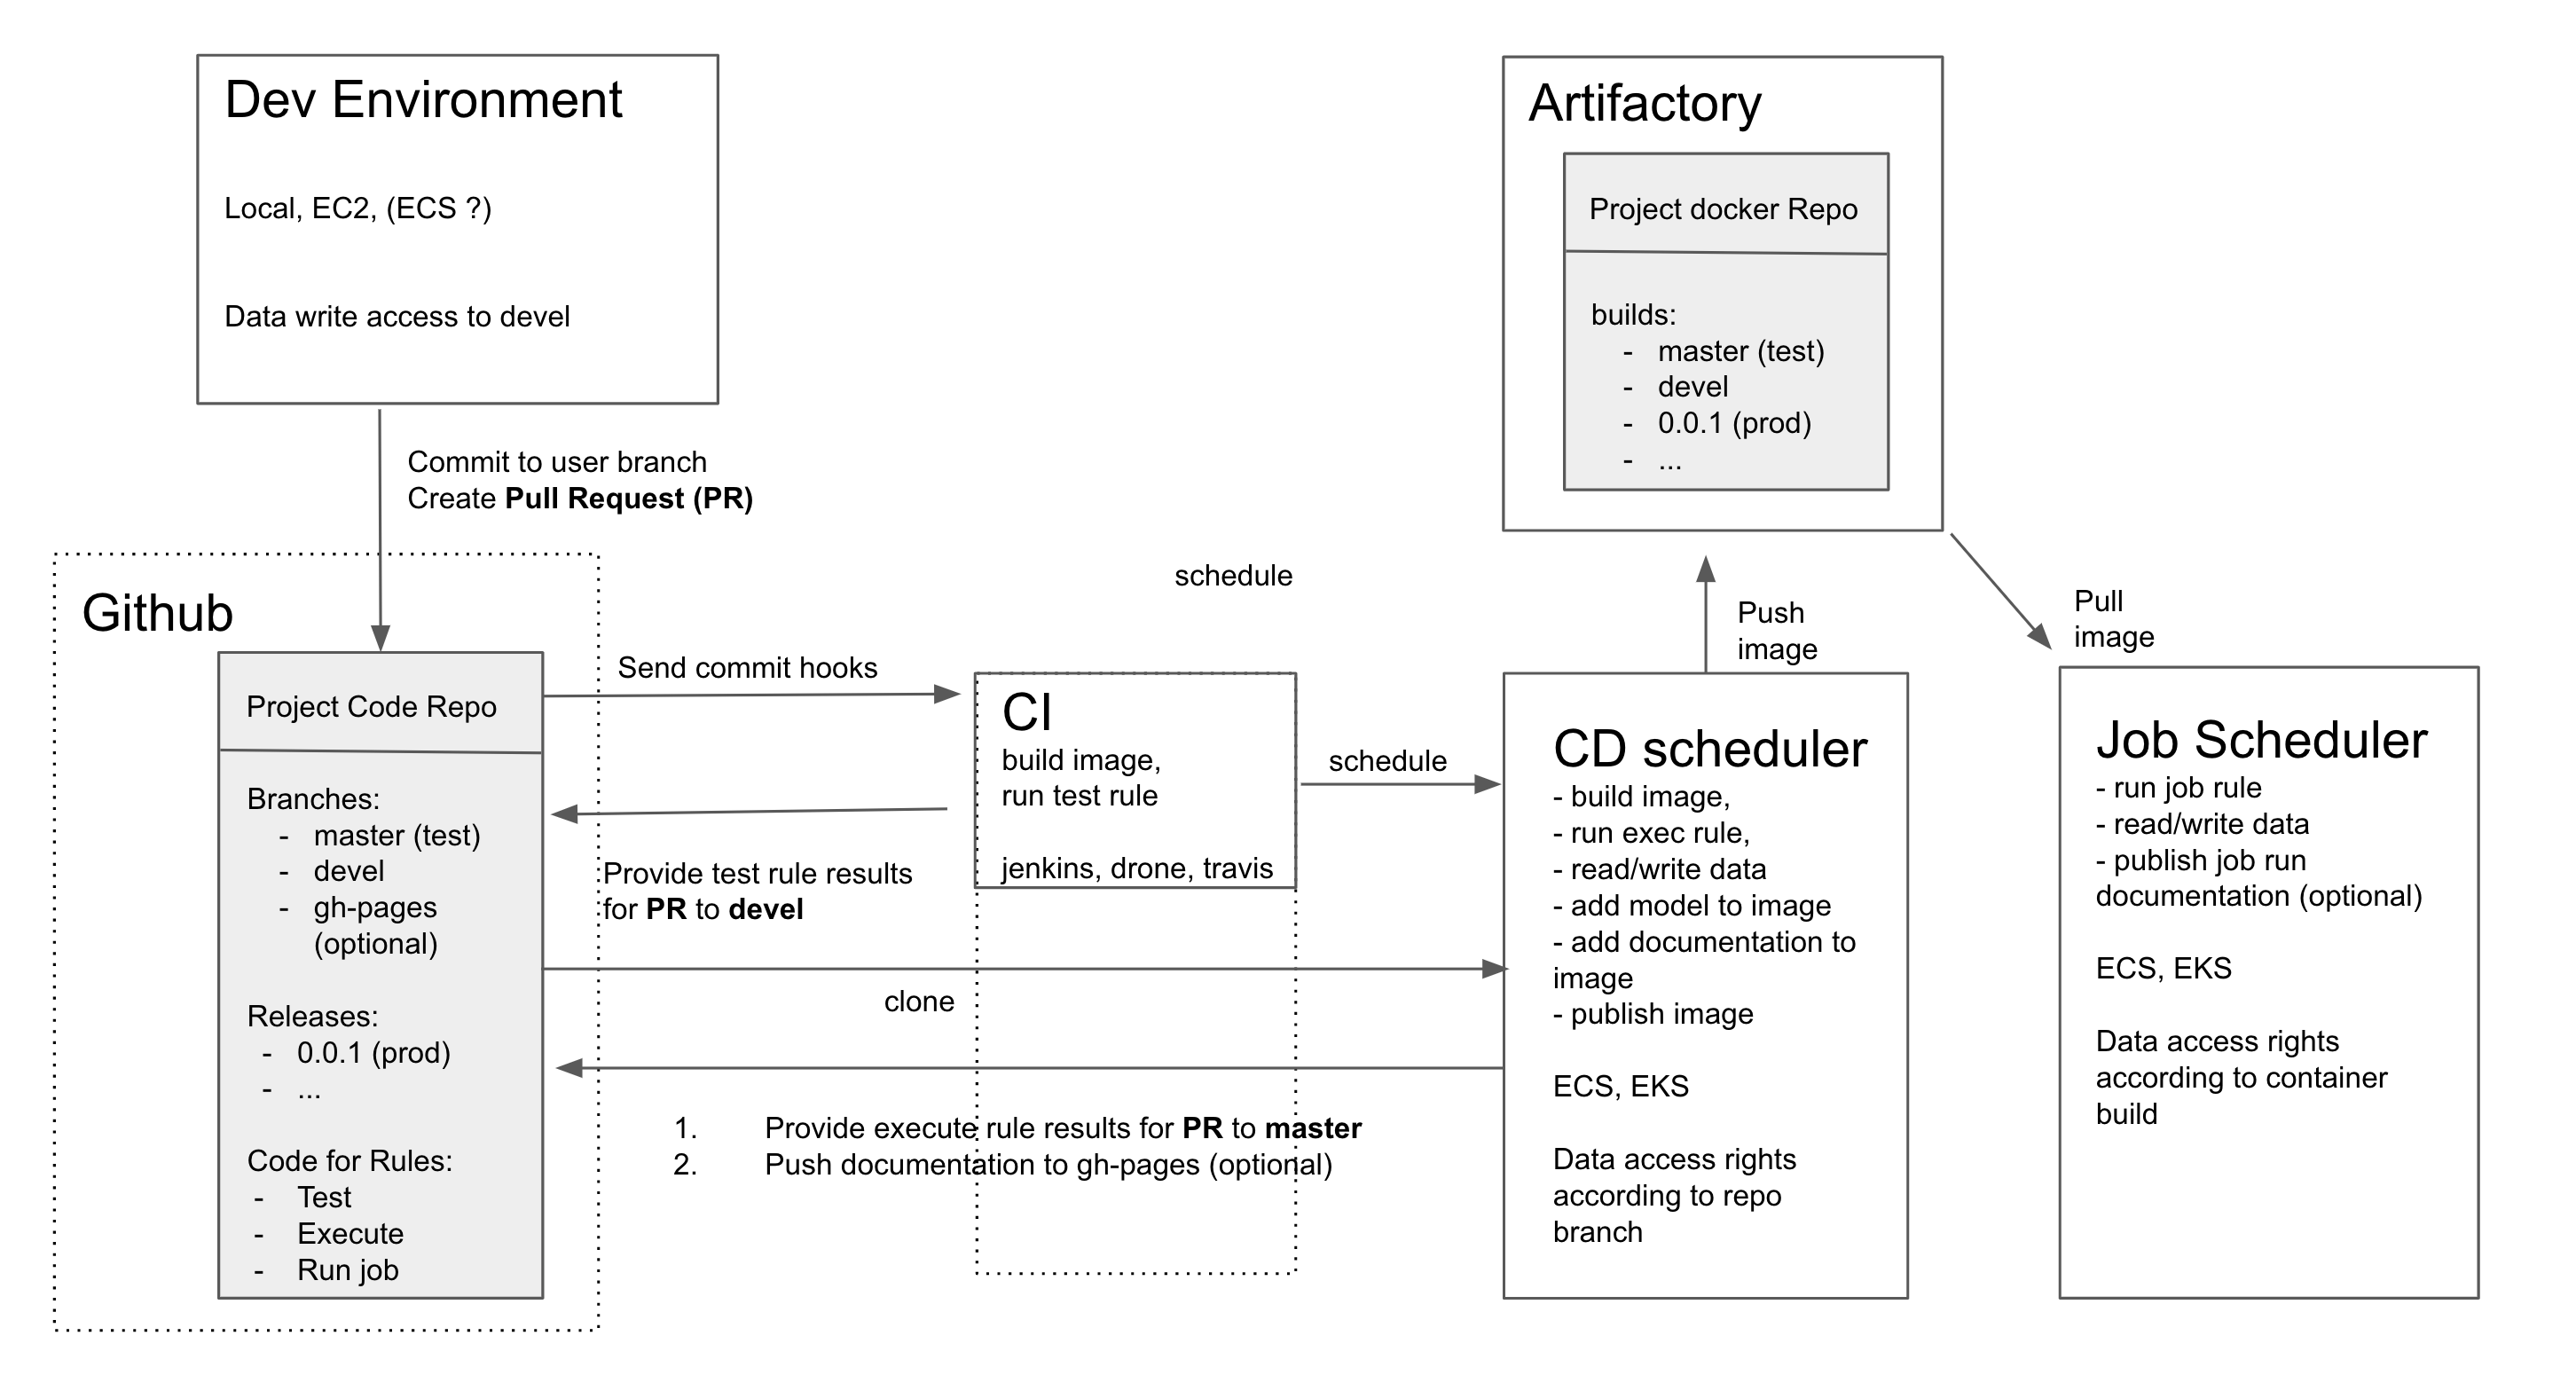 Dev Environment
Local, EC2, (ECS ?)
Data write access to devel
Commit to user branch
Create Pull Request (PR)
Github
Project Code Repo
Branches:
- master (test)
- devel
- gh-pages
(optional)
Releases:
- 0.0.1 (prod)
- ...
Code for Rules:
- Test
- Execute
- Run job
Send commit hooks
Provide test rule results
for PR to devel
clone
1. Provide execute rule results for PR to master
2. Push documentation to gh-pages (optional)
schedule
CI
build image,
run test rule
jenkins, drone, travis
schedule
Artifactory
Project docker Repo
builds:
- master (test)
- devel
- 0.0.1 (prod)
- ...
Push
image
CD scheduler
- build image,
- run exec rule,
- read/write data
- add model to image
- add documentation to
image
- publish image
ECS, EKS
Data access rights
according to repo
branch
Pull
image
Job Scheduler
- run job rule
- read/write data
- publish job run
documentation (optional)
ECS, EKS
Data access rights
according to container
build